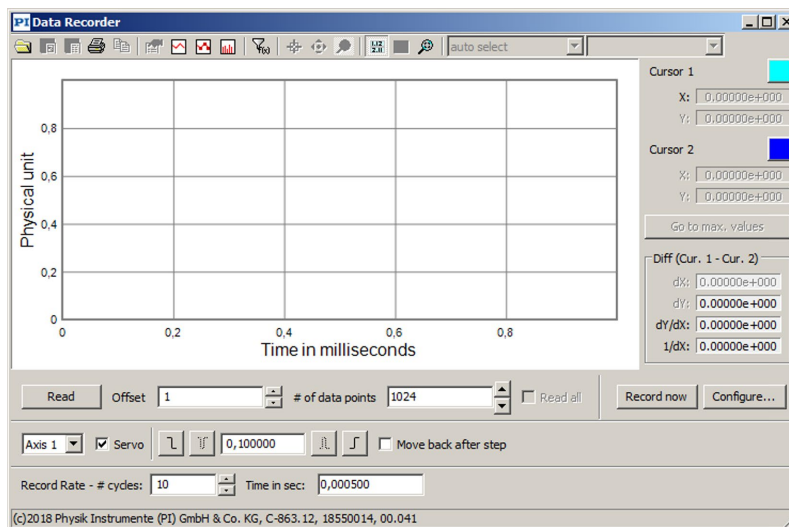 PI Data Recorder
auto select
Cursor 1
X: 0,00000e+000
Y: 0,00000e+000
Cursor 2
X: 0,00000e+000
Y: 0,00000e+000
Go to max. values
Diff (Cur. 1 - Cur. 2)
dX: 0,00000e+000
dY: 0,00000e+000
dY/dX: 0,00000e+000
1/dX: 0,00000e+000
Physical unit
0,8
0,6
0,4
0,2
0
0 0,2 0,4 0,6 0,8
Time in milliseconds
Read Offset 1 # of data points 1024 Read all Record now Configure...
Axis 1 Servo 0,100000 Move back after step
Record Rate - # cycles: 10 Time in sec: 0,000500
(c)2018 Physik Instrumente (PI) GmbH & Co. KG, C-863.12, 18550014, 00.041